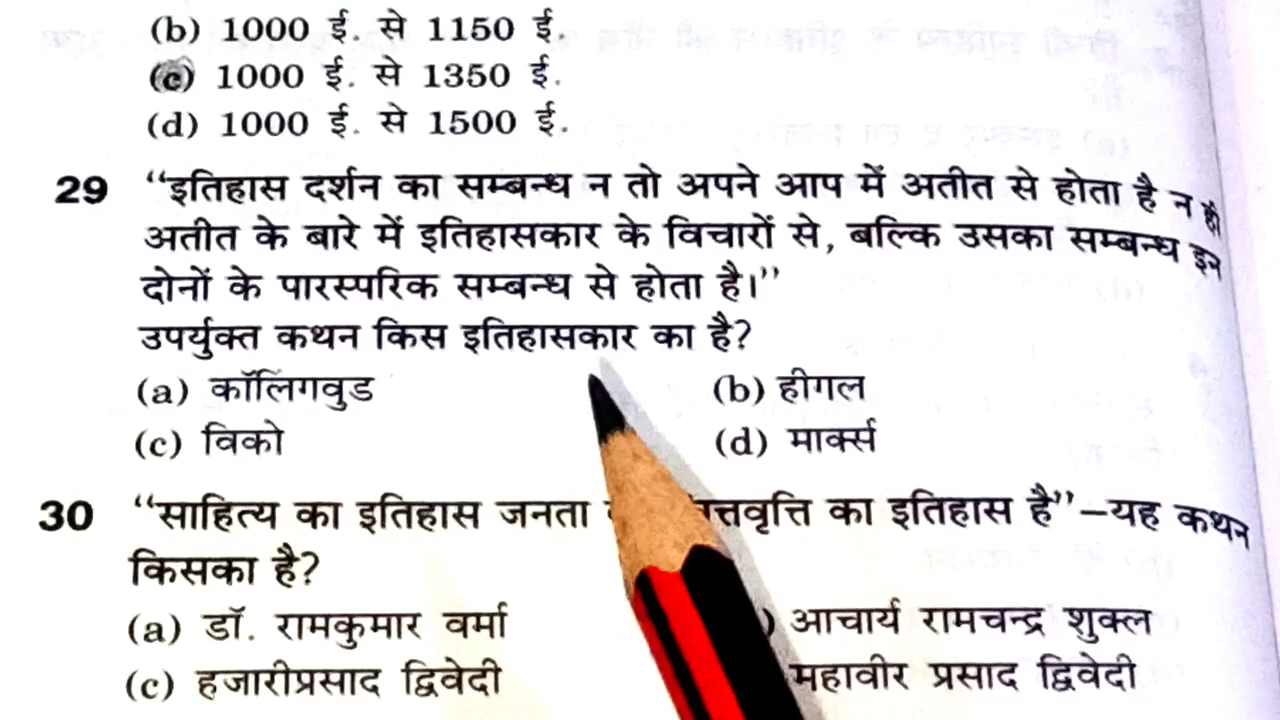 (b) 1000 ई. से 1150 ई.
(c) 1000 ई. से 1350 ई.
(d) 1000 ई. से 1500 ई.
29 “इतिहास दर्शन का सम्बन्ध न तो अपने आप में अतीत से होता है न ही
अतीत के बारे में इतिहासकार के विचारों से, बल्कि उसका सम्बन्ध इन
दोनों के पारस्परिक सम्बन्ध से होता है।”
उपर्युक्त कथन किस इतिहासकार का है?
(a) कॉलिंगवुड (b) हीगल
(c) विको (d) मार्क्स
30 “साहित्य का इतिहास जनता का इतिहास है”–यह कथन
किसका है?
(a) डॉ. रामकुमार वर्मा ) आचार्य रामचन्द्र शुक्ल
(c) हजारीप्रसाद द्विवेदी महावीर प्रसाद द्विवेदी